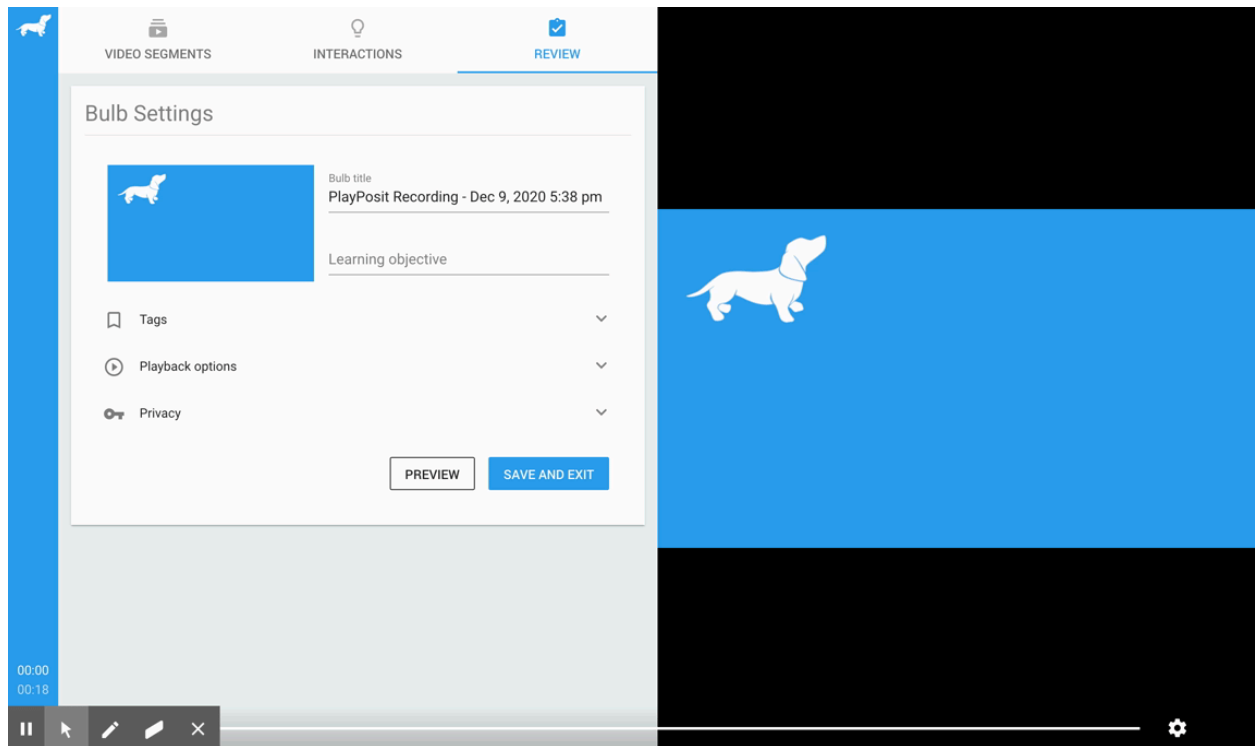 VIDEO SEGMENTS
INTERACTIONS
REVIEW
Bulb Settings
Bulb title
PlayPosit Recording - Dec 9, 2020 5:38 pm
Learning objective
Tags
Playback options
Privacy
PREVIEW
SAVE AND EXIT
00:00
00:18